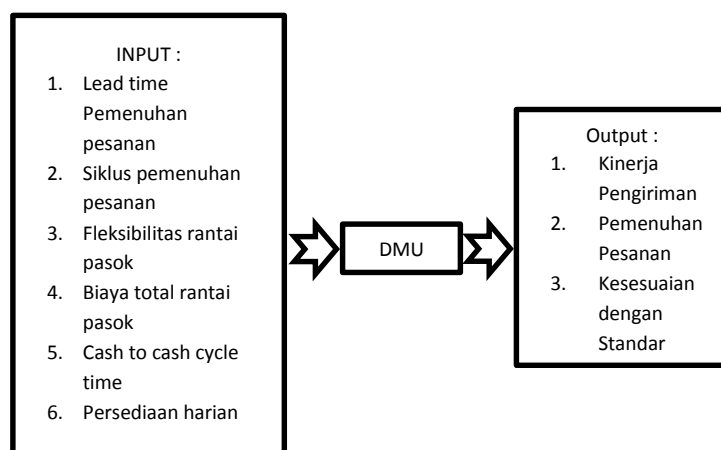 INPUT :
1. Lead time
Pemenuhan
pesanan
2. Siklus pemenuhan
pesanan
3. Fleksibilitas rantai
pasok
4. Biaya total rantai
pasok
5. Cash to cash cycle
time
6. Persediaan harian
DMU
Output :
1. Kinerja
Pengiriman
2. Pemenuhan
Pesanan
3. Kesesuaian
dengan
Standar